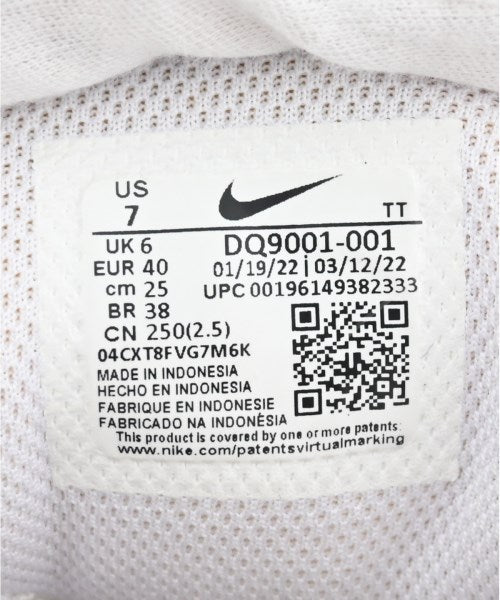 US
7
TT
UK 6
EUR 40
cm 25
BR 38
CN 250(2.5)
DQ9001-001
01/19/22 | 03/12/22
UPC 00196149382333
04CXT8FVG7M6K
MADE IN INDONESIA
HECHO EN INDONESIA
FABRIQUE EN INDONESIE
FABRICADO NA INDONÉSIA
This product is covered by one or more patents:
www.nike.com/patentsvirtualmarking